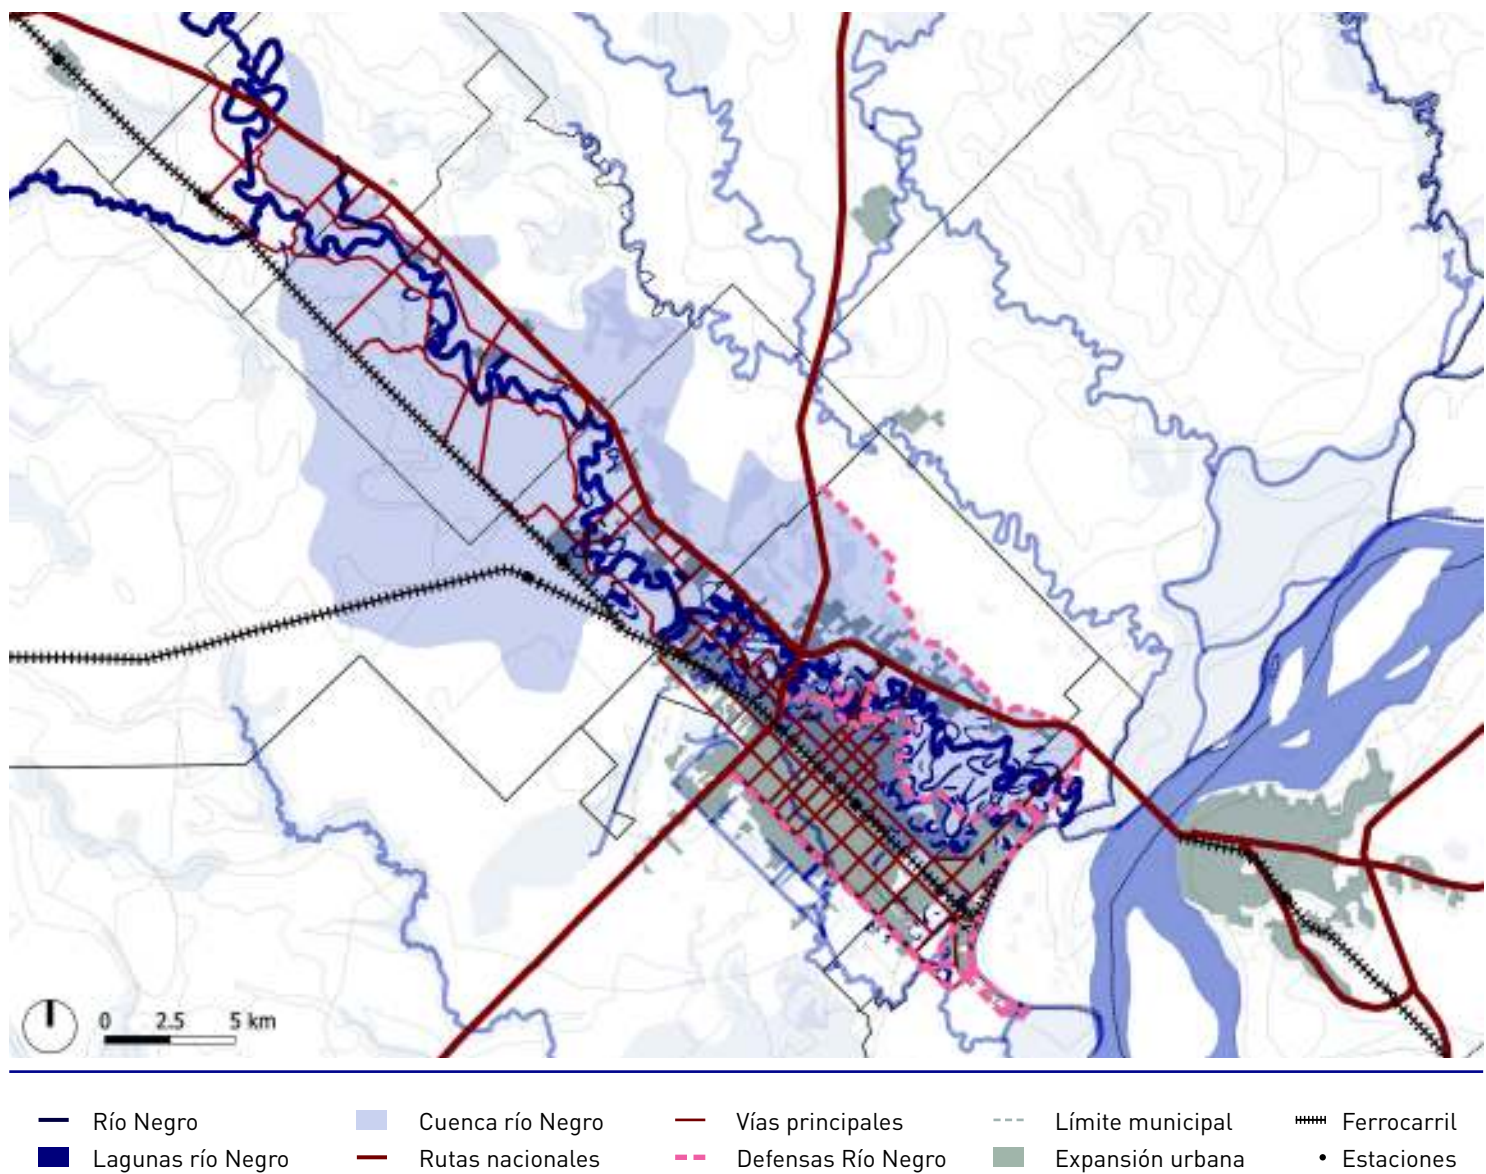 0 2.5 5 km
Río Negro Cuenca río Negro Vías principales Límite municipal Ferrocarril
Lagunas río Negro Rutas nacionales Defensas Río Negro Expansión urbana Estaciones